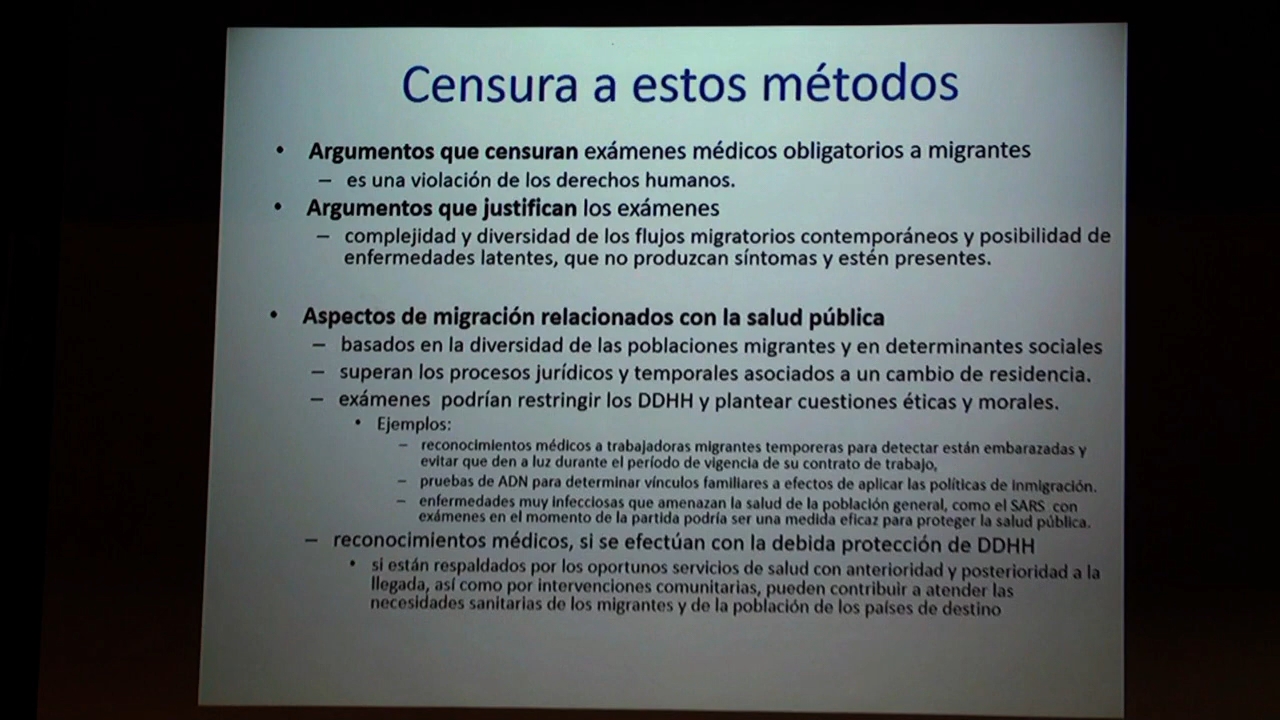 Censura a estos métodos
• Argumentos que censuran exámenes médicos obligatorios a migrantes
– es una violación de los derechos humanos.
• Argumentos que justifican los exámenes
– complejidad y diversidad de los flujos migratorios contemporáneos y posibilidad de
enfermedades latentes, que no produzcan síntomas y estén presentes.
• Aspectos de migración relacionados con la salud pública
– basados en la diversidad de las poblaciones migrantes y en determinantes sociales
– superan los procesos jurídicos y temporales asociados a un cambio de residencia.
– exámenes podrían restringir los DDHH y plantear cuestiones éticas y morales.
• Ejemplos:
– reconocimientos médicos a trabajadoras migrantes temporeras para detectar están embarazadas y
evitar que den a luz durante el período de vigencia de su contrato de trabajo,
– pruebas de ADN para determinar vínculos familiares a efectos de aplicar las políticas de inmigración.
– enfermedades muy infecciosas que amenazan la salud de la población general, como el SARS con
exámenes en el momento de la partida podría ser una medida eficaz para proteger la salud pública.
– reconocimientos médicos, si se efectúan con la debida protección de DDHH
• si están respaldados por los oportunos servicios de salud con anterioridad y posterioridad a la
llegada, así como por intervenciones comunitarias, pueden contribuir a atender las
necesidades sanitarias de los migrantes y de la población de los países de destino